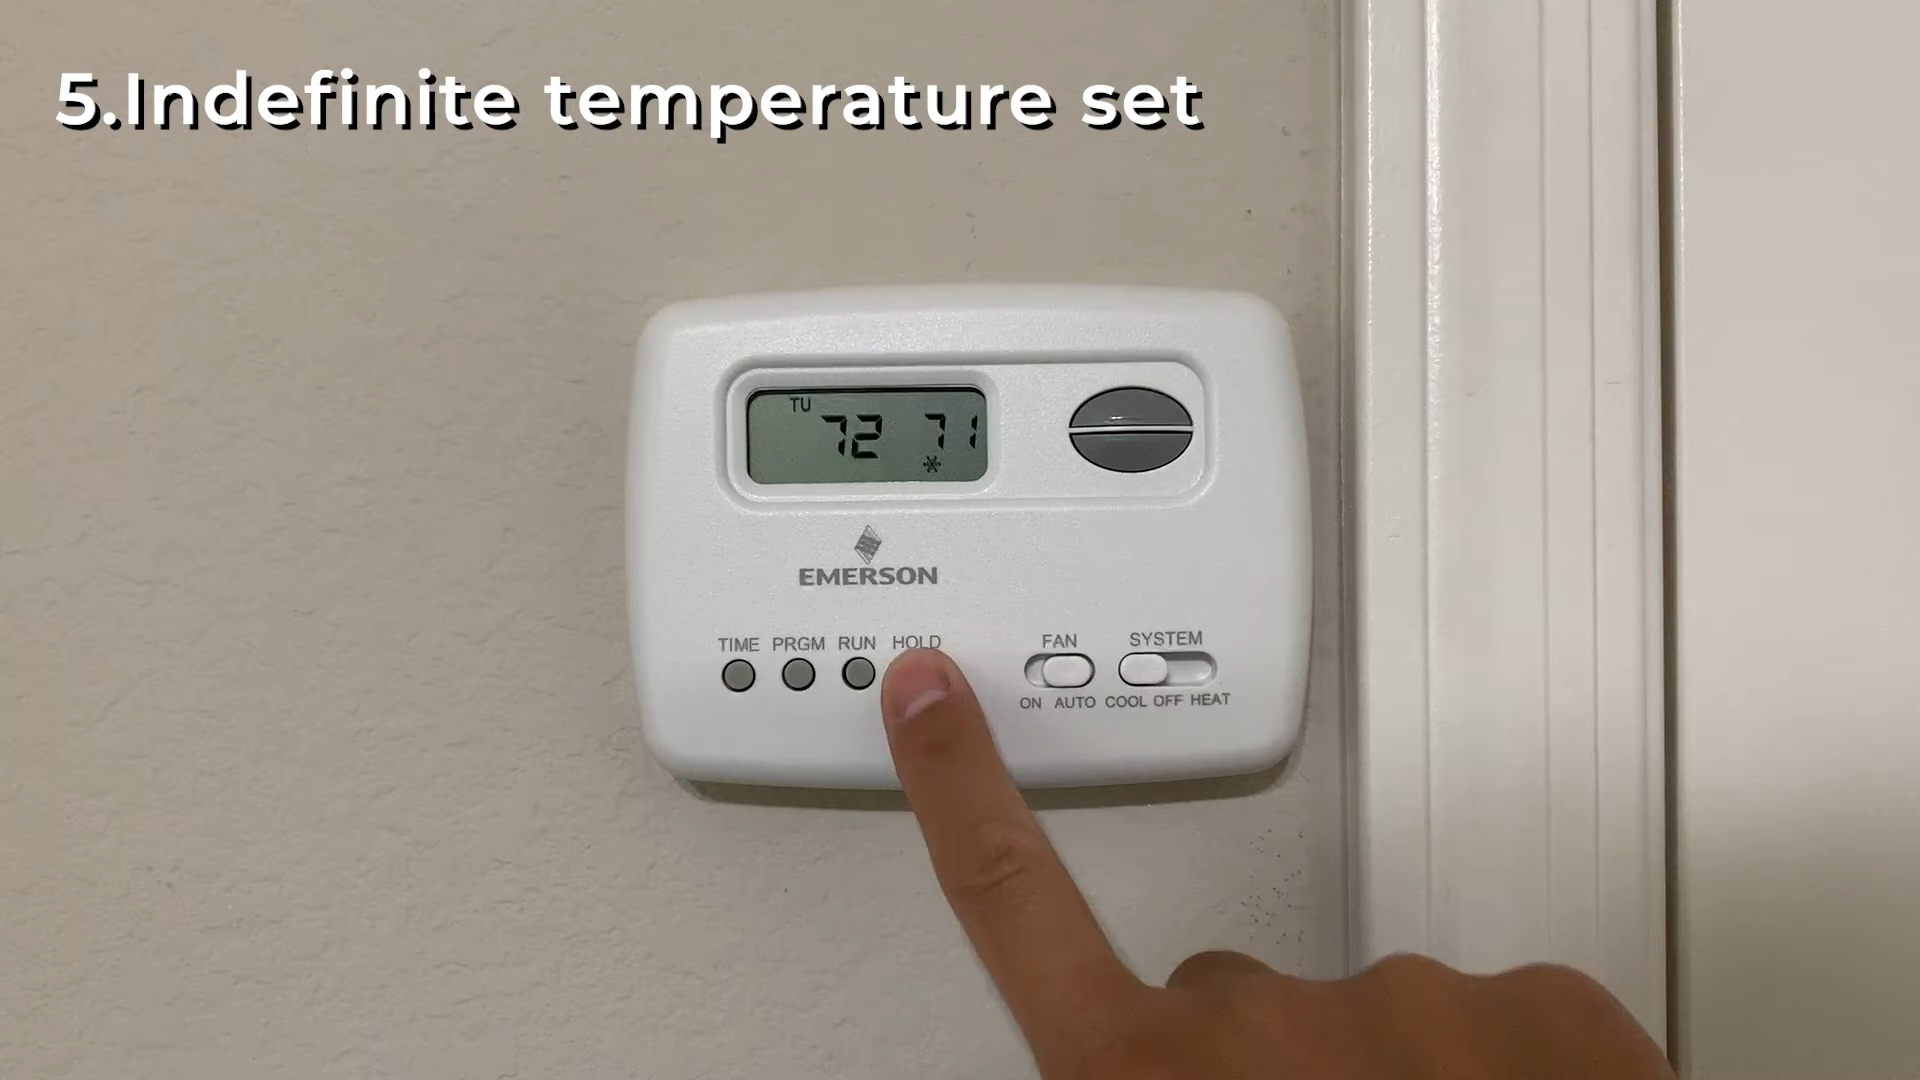 5.Indefinite temperature set
TU
72 71
EMERSON
TIME PRGM RUN HOLD
FAN SYSTEM
ON AUTO COOL OFF HEAT